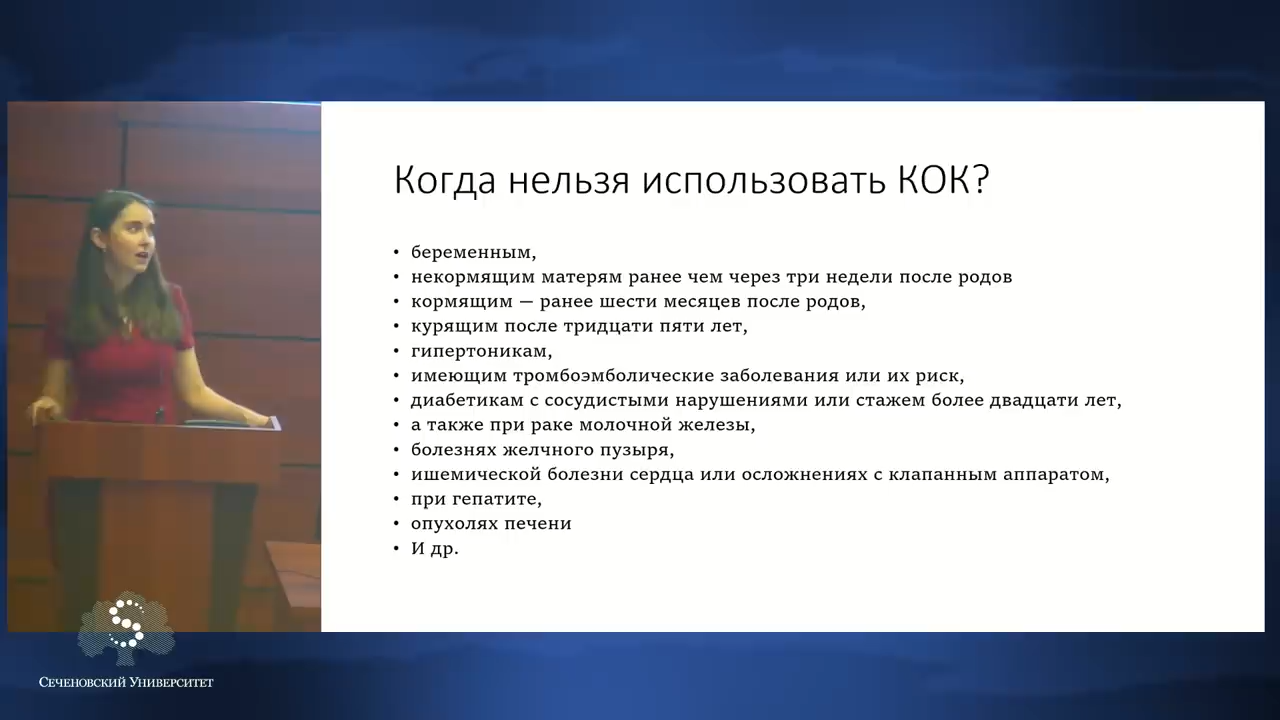 Когда нельзя использовать КОК?
• беременным,
• некормящим матерям ранее чем через три недели после родов
• кормящим — ранее шести месяцев после родов,
• курящим после тридцати пяти лет,
• гипертоникам,
• имеющим тромбоэмболические заболевания или их риск,
• диабетикам с сосудистыми нарушениями или стажем более двадцати лет,
• а также при раке молочной железы,
• болезнях желчного пузыря,
• ишемической болезни сердца или осложнениях с клапанным аппаратом,
• при гепатите,
• опухолях печени
• И др.
Сеченовский Университет